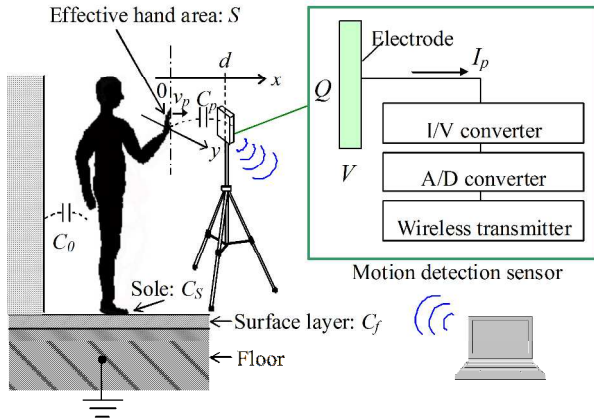 Effective hand area: S
d
0
x
v_p
C_p
y
C_0
Sole: C_S
Surface layer: C_f
Floor
Electrode
I_p
Q
V
I/V converter
A/D converter
Wireless transmitter
Motion detection sensor